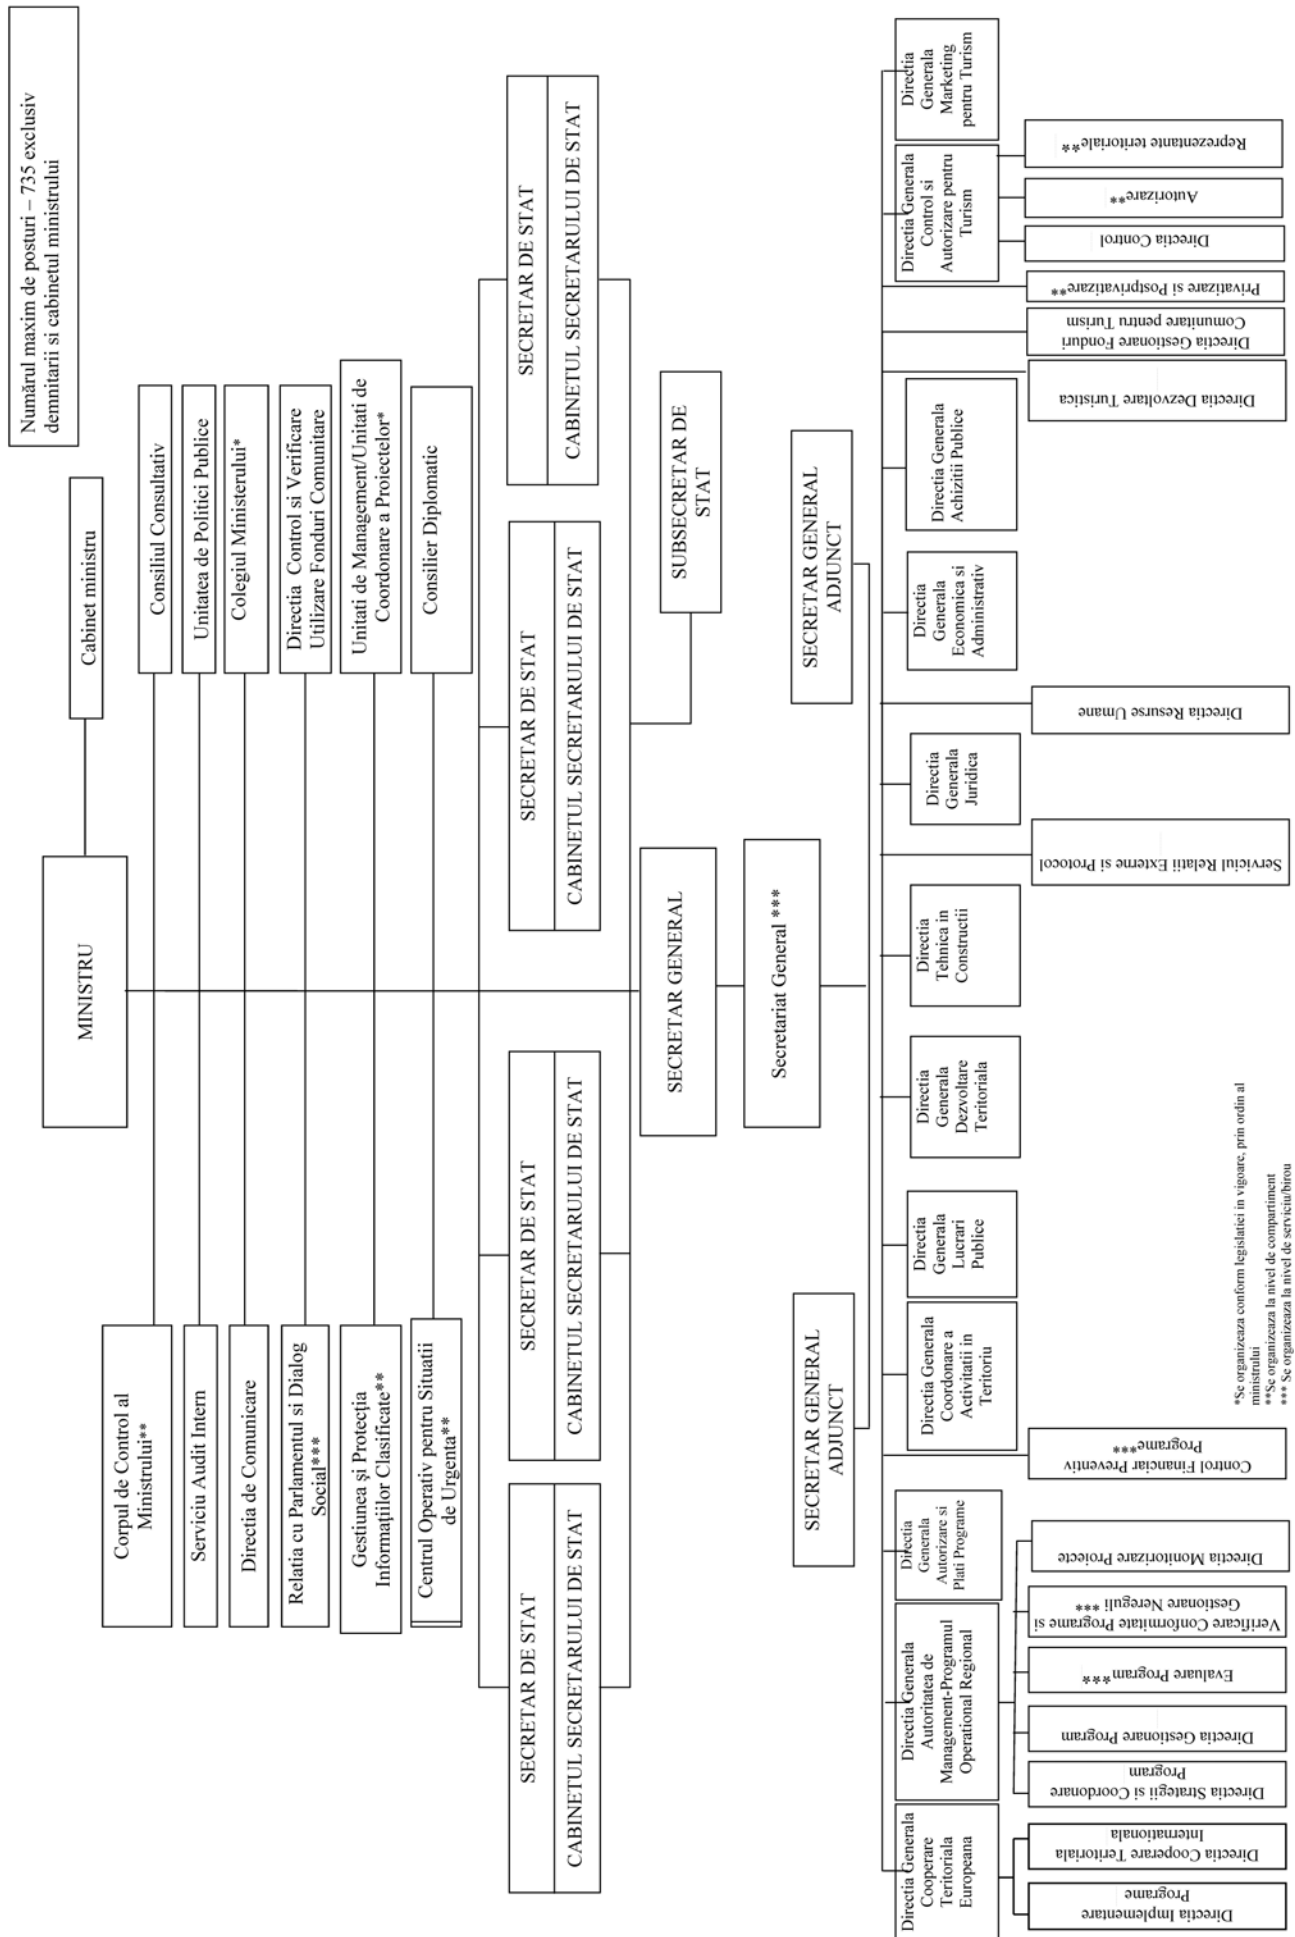 Numărul maxim de posturi – 735 exclusiv
demnitarii si cabinetul ministrului
MINISTRU
Cabinet ministru
Corpul de Control al
Ministrului**
Consiliul Consultativ
Serviciu Audit Intern
Unitatea de Politici Publice
Directia de Comunicare
Colegiul Ministerului*
Relatia cu Parlamentul si Dialog
Social***
Directia Control si Verificare
Utilizare Fonduri Comunitare
Gestiunea şi Protecţia
Informaţiilor Clasificate**
Unitati de Management/Unitati de
Coordonare a Proiectelor*
Centrul Operativ pentru Situatii
de Urgenta**
Consilier Diplomatic
SECRETAR DE STAT
CABINETUL SECRETARULUI DE STAT
SECRETAR DE STAT
CABINETUL SECRETARULUI DE STAT
SECRETAR DE STAT
CABINETUL SECRETARULUI DE STAT
SECRETAR DE STAT
CABINETUL SECRETARULUI DE STAT
SECRETAR GENERAL
SUBSECRETAR DE
STAT
Secretariat General ***
SECRETAR GENERAL
ADJUNCT
SECRETAR GENERAL
ADJUNCT
Directia Generala
Cooperare
Teritoriala
Europeana
Directia Generala
Autoritatea de
Management-Programul
Operational Regional
Directia
Generala
Autorizare si
Plati Programe
Directia Generala
Coordonare a
Activitatii in
Teritoriu
Directia
Generala
Lucrari
Publice
Directia
Generala
Dezvoltare
Teritoriala
Directia
Tehnica in
Constructii
Directia
Generala
Juridica
Directia
Generala
Economica si
Administrativ
Directia Generala
Achizitii Publice
Directia Generala
Control si
Autorizare pentru
Turism
Directia
Generala
Marketing
pentru Turism
Directia Implementare
Programe
Directia Cooperare Teritoriala
Internationala
Directia Strategii si Coordonare
Program
Directia Gestionare Program
Evaluare Program***
Verificare Conformitate Programe si
Gestionare Nereguli ***
Directia Monitorizare Proiecte
Control Financiar Preventiv
Programe***
Serviciul Relatii Externe si Protocol
Directia Resurse Umane
Directia Dezvoltare Turistica
Directia Gestionare Fonduri
Comunitare pentru Turism
Privatizare si Postprivatizare**
Directia Control
Autorizare**
Reprezentante teritoriale**
*Se organizeaza conform legislatiei in vigoare, prin ordin al
ministrului
**Se organizeaza la nivel de compartiment
*** Se organizeaza la nivel de serviciu/birou